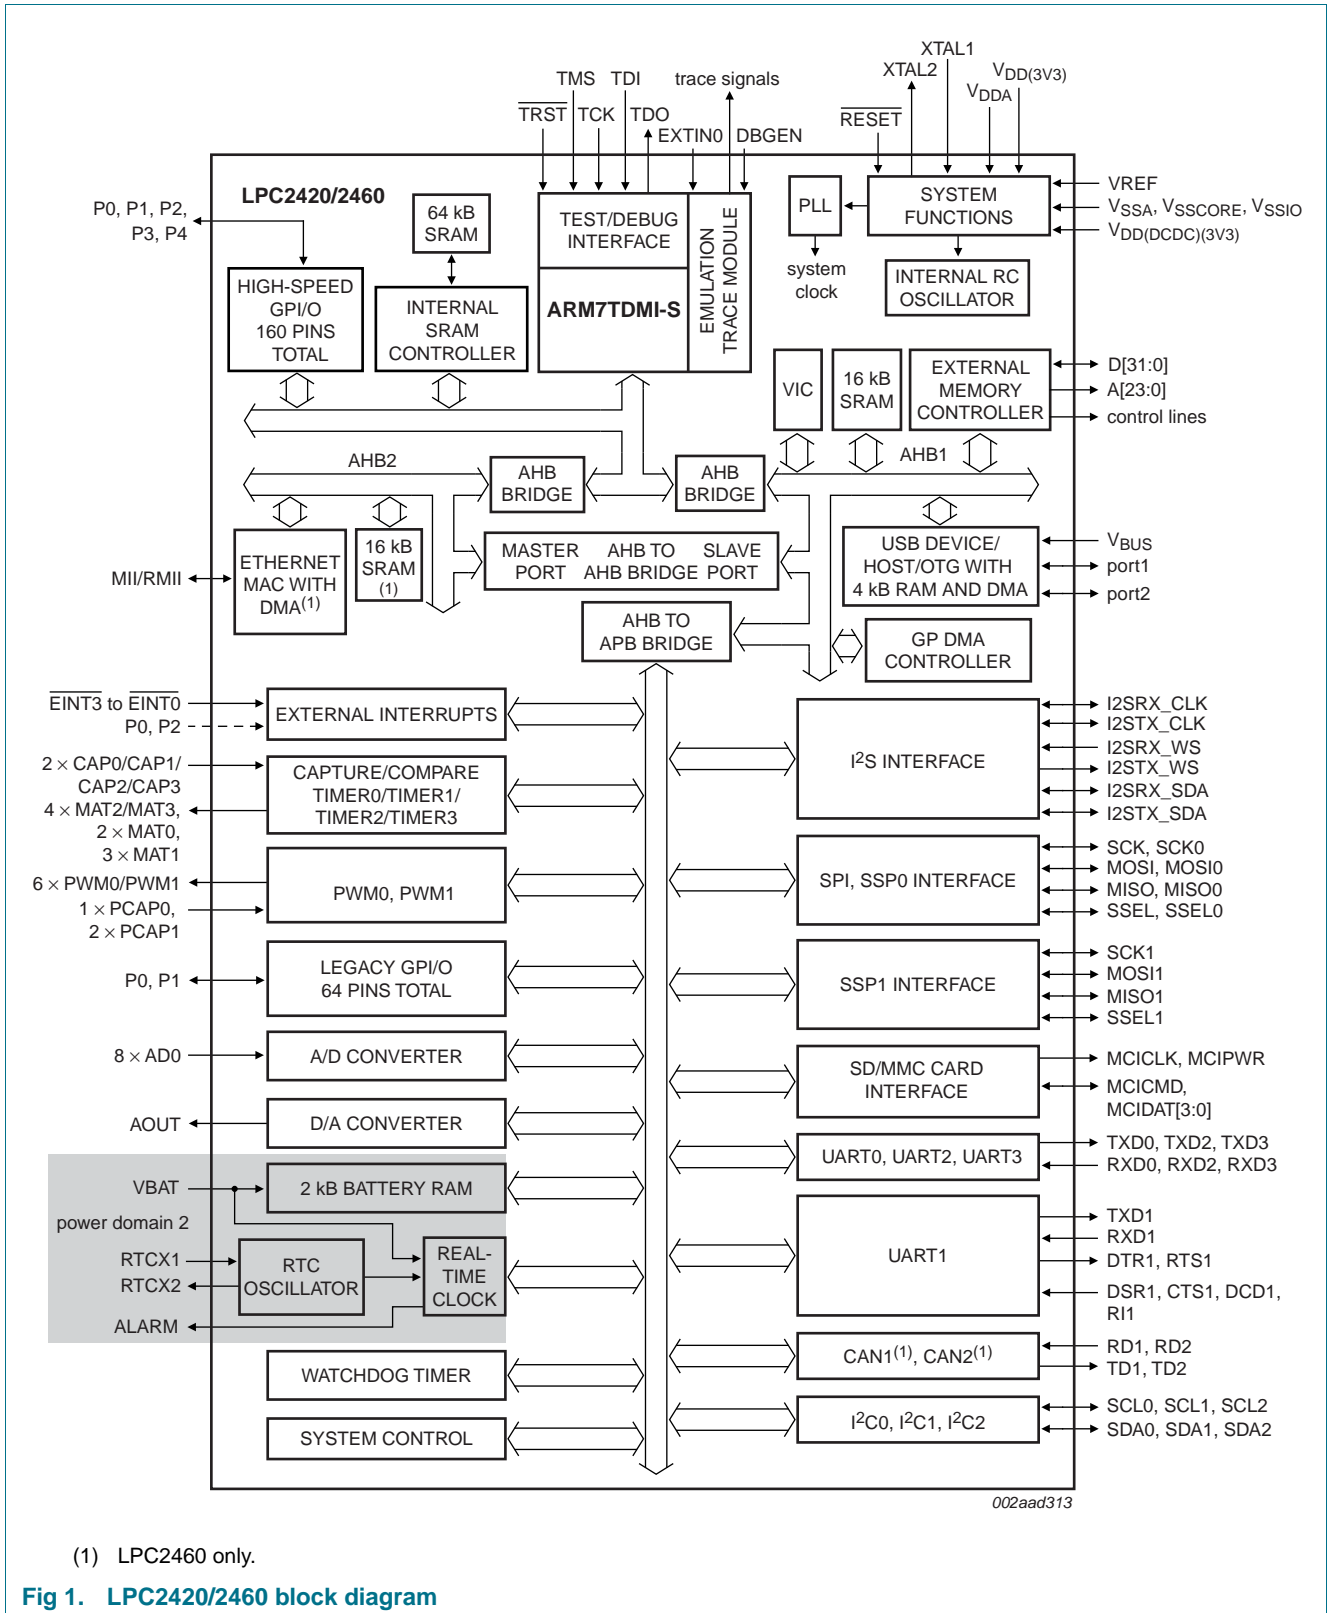 XTAL1
XTAL2
VDD(3V3)
VDDA
TMS TDI trace signals
TRST TCK TDO
EXTIN0 DBGEN
RESET
LPC2420/2460
P0, P1, P2,
P3, P4
64 kB
SRAM
TEST/DEBUG
INTERFACE
EMULATION
TRACE MODULE
PLL
SYSTEM
FUNCTIONS
VREF
VSSA, VSSCORE, VSSIO
VDD(DCDC)(3V3)
system
clock
HIGH-SPEED
GPI/O
160 PINS
TOTAL
INTERNAL
SRAM
CONTROLLER
ARM7TDMI-S
INTERNAL RC
OSCILLATOR
VIC
16 kB
SRAM
EXTERNAL
MEMORY
CONTROLLER
D[31:0]
A[23:0]
control lines
AHB2
AHB
BRIDGE
AHB
BRIDGE
AHB1
ETHERNET
MAC WITH
DMA(1)
MII/RMII
16 kB
SRAM
(1)
MASTER AHB TO SLAVE
PORT AHB BRIDGE PORT
USB DEVICE/
HOST/OTG WITH
4 kB RAM AND DMA
VBUS
port1
port2
AHB TO
APB BRIDGE
GP DMA
CONTROLLER
EINT3 to EINT0
P0, P2
EXTERNAL INTERRUPTS
2 × CAP0/CAP1/
CAP2/CAP3
4 × MAT2/MAT3,
2 × MAT0,
3 × MAT1
CAPTURE/COMPARE
TIMER0/TIMER1/
TIMER2/TIMER3
6 × PWM0/PWM1
1 × PCAP0,
2 × PCAP1
PWM0, PWM1
P0, P1
LEGACY GPI/O
64 PINS TOTAL
8 × AD0
A/D CONVERTER
AOUT
D/A CONVERTER
VBAT
2 kB BATTERY RAM
power domain 2
RTCX1
RTCX2
RTC
OSCILLATOR
REAL-
TIME
CLOCK
ALARM
WATCHDOG TIMER
SYSTEM CONTROL
I2S INTERFACE
I2SRX_CLK
I2STX_CLK
I2SRX_WS
I2STX_WS
I2SRX_SDA
I2STX_SDA
SPI, SSP0 INTERFACE
SCK, SCK0
MOSI, MOSI0
MISO, MISO0
SSEL, SSEL0
SSP1 INTERFACE
SCK1
MOSI1
MISO1
SSEL1
SD/MMC CARD
INTERFACE
MCICLK, MCIPWR
MCICMD,
MCIDAT[3:0]
UART0, UART2, UART3
TXD0, TXD2, TXD3
RXD0, RXD2, RXD3
UART1
TXD1
RXD1
DTR1, RTS1
DSR1, CTS1, DCD1,
RI1
CAN1(1), CAN2(1)
RD1, RD2
TD1, TD2
I2C0, I2C1, I2C2
SCL0, SCL1, SCL2
SDA0, SDA1, SDA2
002aad313
(1) LPC2460 only.
Fig 1. LPC2420/2460 block diagram